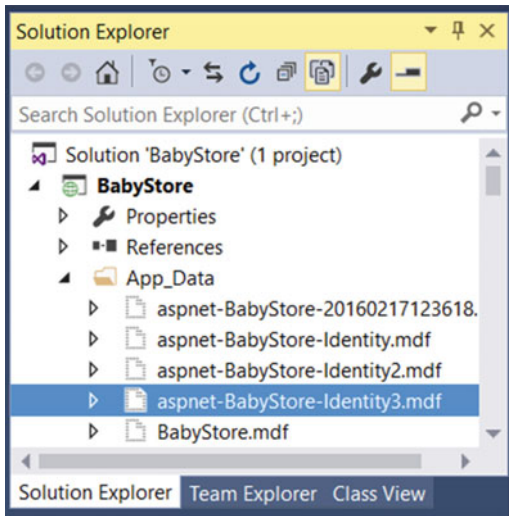 Solution Explorer
Search Solution Explorer (Ctrl+;)
Solution 'BabyStore' (1 project)
BabyStore
Properties
References
App_Data
aspnet-BabyStore-20160217123618.
aspnet-BabyStore-Identity.mdf
aspnet-BabyStore-Identity2.mdf
aspnet-BabyStore-Identity3.mdf
BabyStore.mdf
Solution Explorer Team Explorer Class View